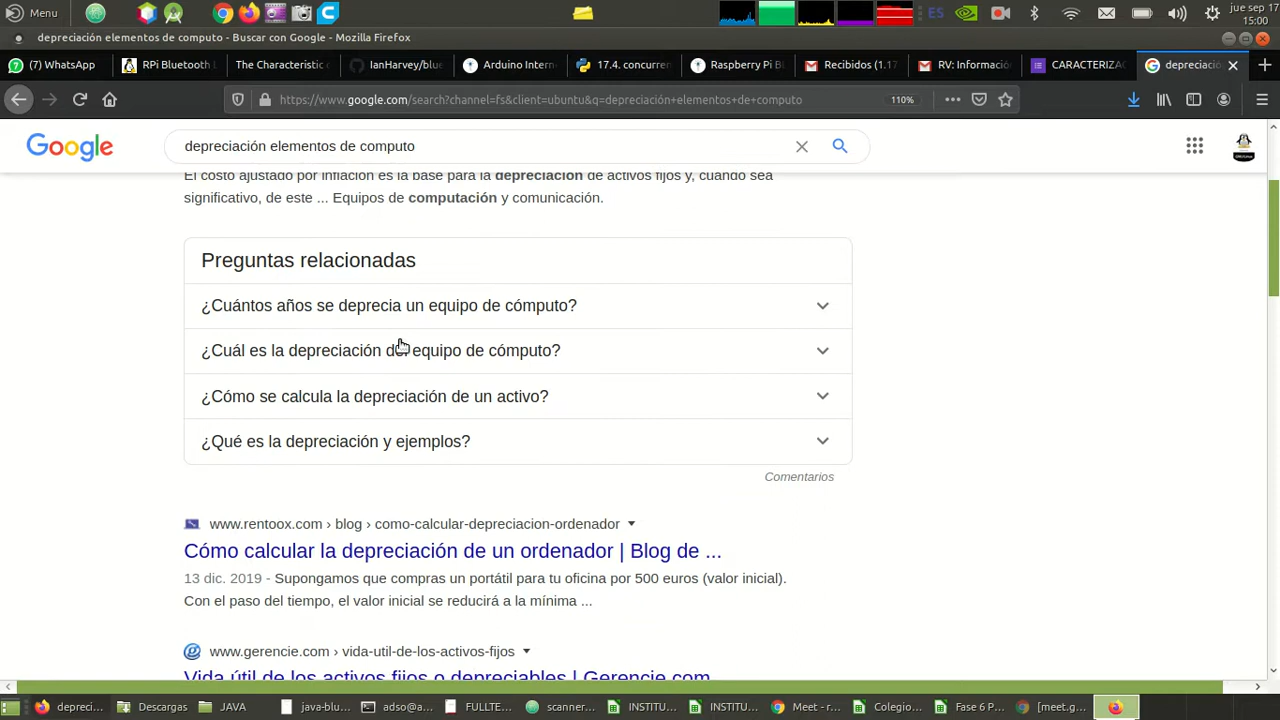 Menu
ES
jue sep 17
15:00
depreciación elementos de computo - Buscar con Google - Mozilla Firefox
(7) WhatsApp
RPi Bluetooth L
The Characteristic o
IanHarvey/blue
Arduino Intern
17.4. concurren
Raspberry Pi Bl
Recibidos (1.17
RV: Informació
CARACTERIZA
depreciació
https://www.google.com/search?channel=fs&client=ubuntu&q=depreciación+elementos+de+computo
110%
Google
depreciación elementos de computo
El costo ajustado por inflación es la base para la depreciación de activos fijos y, cuando sea
significativo, de este ... Equipos de computación y comunicación.
Preguntas relacionadas
¿Cuántos años se deprecia un equipo de cómputo?
¿Cuál es la depreciación del equipo de cómputo?
¿Cómo se calcula la depreciación de un activo?
¿Qué es la depreciación y ejemplos?
Comentarios
www.rentoox.com › blog › como-calcular-depreciacion-ordenador
Cómo calcular la depreciación de un ordenador | Blog de ...
13 dic. 2019 - Supongamos que compras un portátil para tu oficina por 500 euros (valor inicial).
Con el paso del tiempo, el valor inicial se reducirá a la mínima ...
www.gerencie.com › vida-util-de-los-activos-fijos
Vida útil de los activos fijos o depreciables | Gerencie.com
depreci...
Descargas
JAVA
java-blu...
adso@a...
FULLTE...
scanner...
INSTITU...
INSTITU...
Meet - r...
Colegio...
Fase 6 P...
[meet.g...